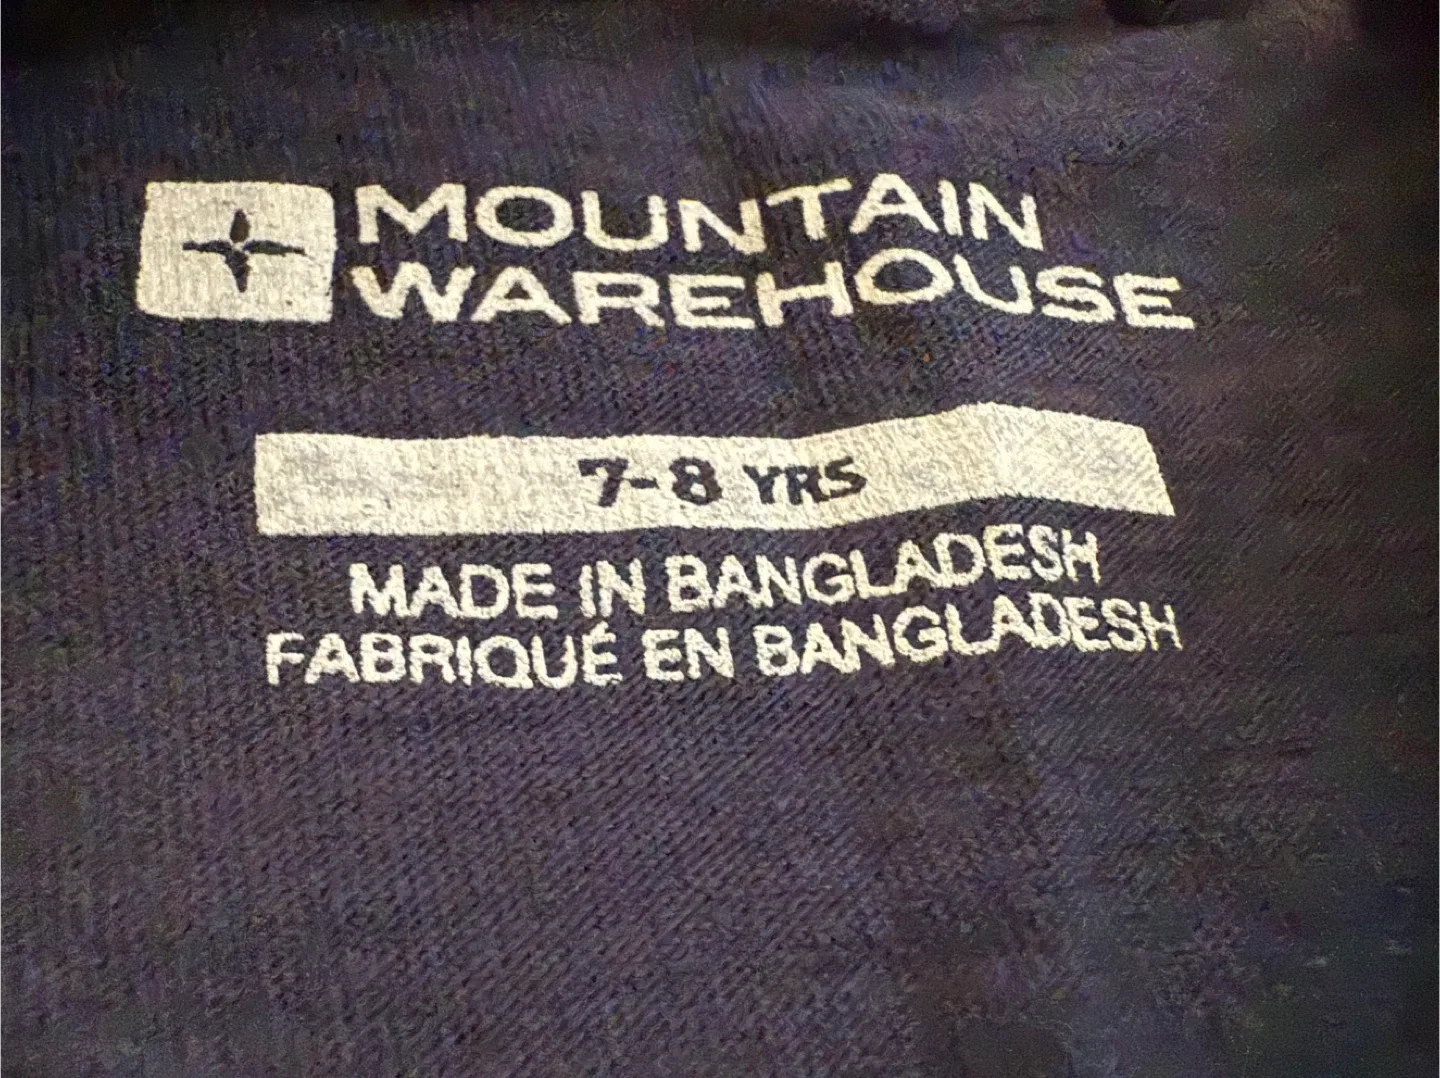 MOUNTAIN
WAREHOUSE
7-8 YRS
MADE IN BANGLADESH
FABRIQUÉ EN BANGLADESH